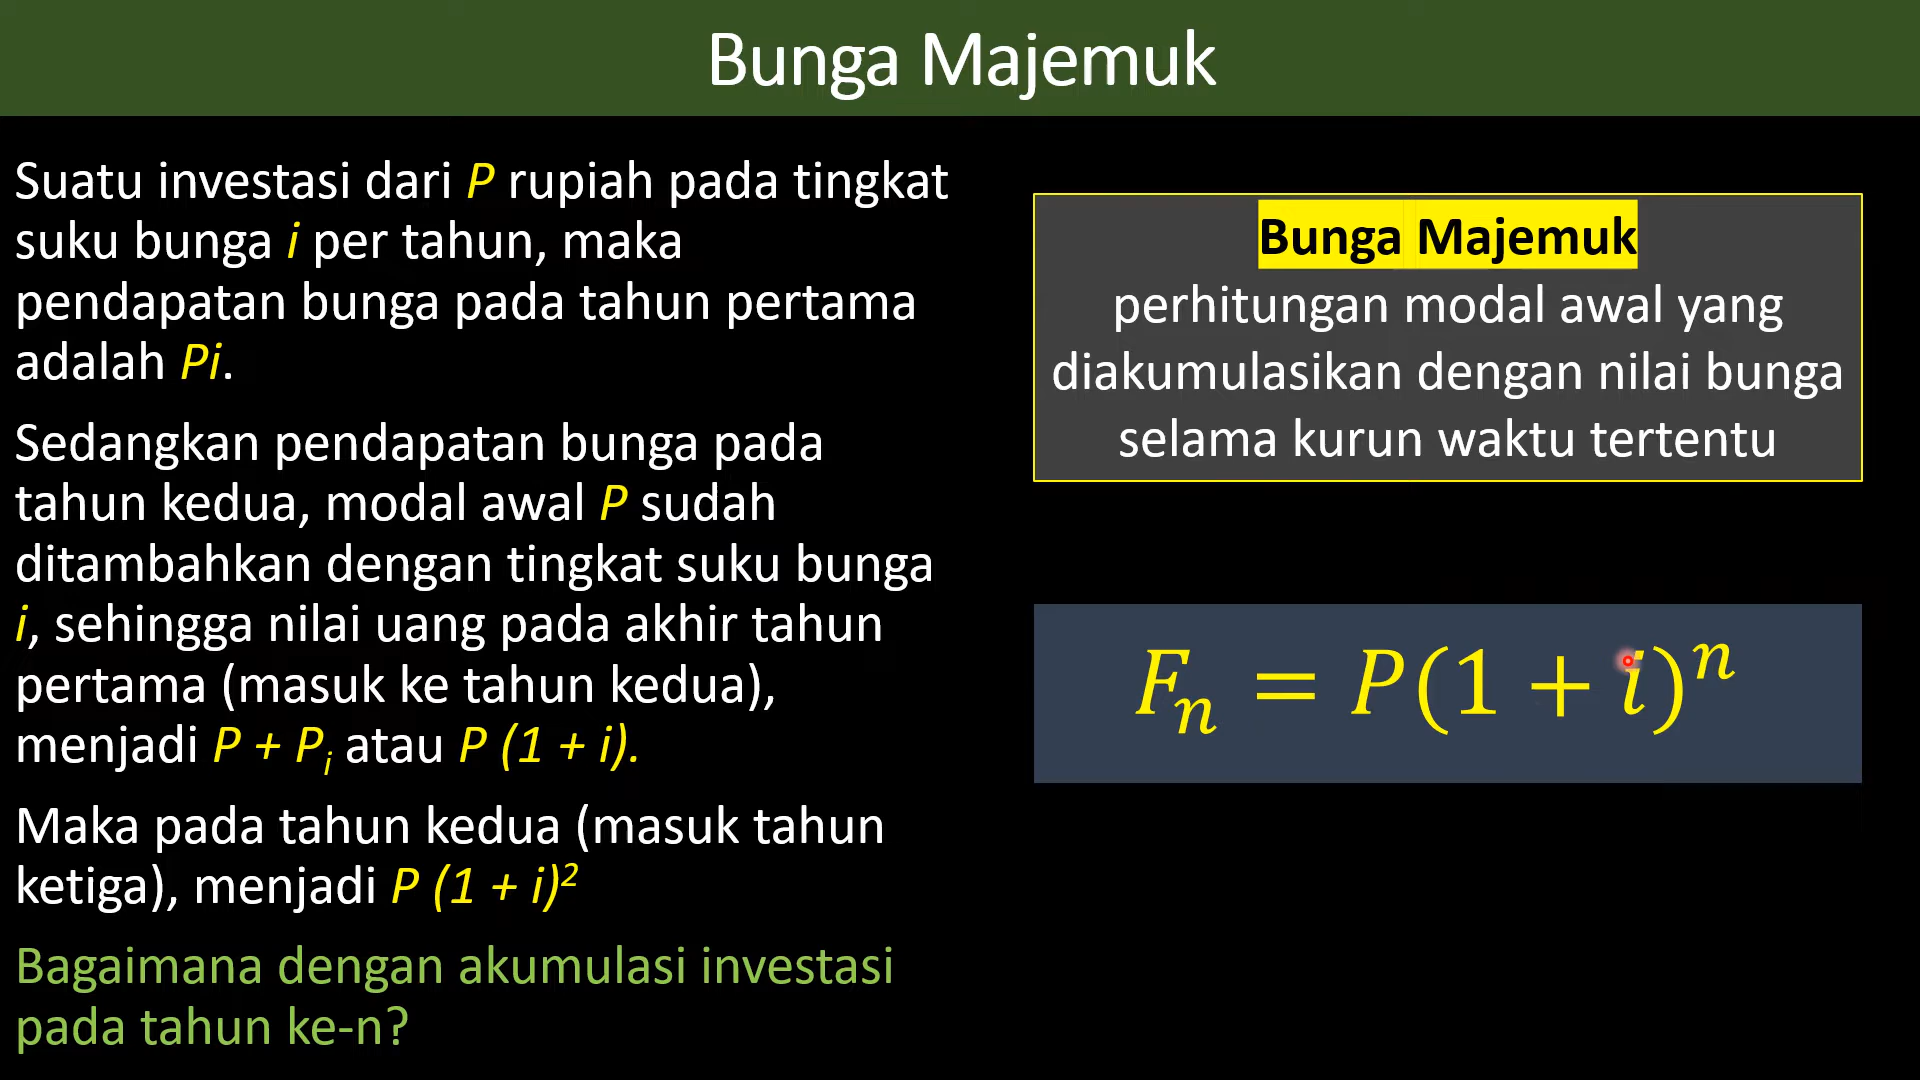 Bunga Majemuk
Suatu investasi dari P rupiah pada tingkat
suku bunga i per tahun, maka
pendapatan bunga pada tahun pertama
adalah Pi.
Sedangkan pendapatan bunga pada
tahun kedua, modal awal P sudah
ditambahkan dengan tingkat suku bunga
i, sehingga nilai uang pada akhir tahun
pertama (masuk ke tahun kedua),
menjadi P + Pᵢ atau P (1 + i).
Maka pada tahun kedua (masuk tahun
ketiga), menjadi P (1 + i)²
Bagaimana dengan akumulasi investasi
pada tahun ke-n?
Bunga Majemuk
perhitungan modal awal yang
diakumulasikan dengan nilai bunga
selama kurun waktu tertentu
Fₙ = P(1 + i)ⁿ